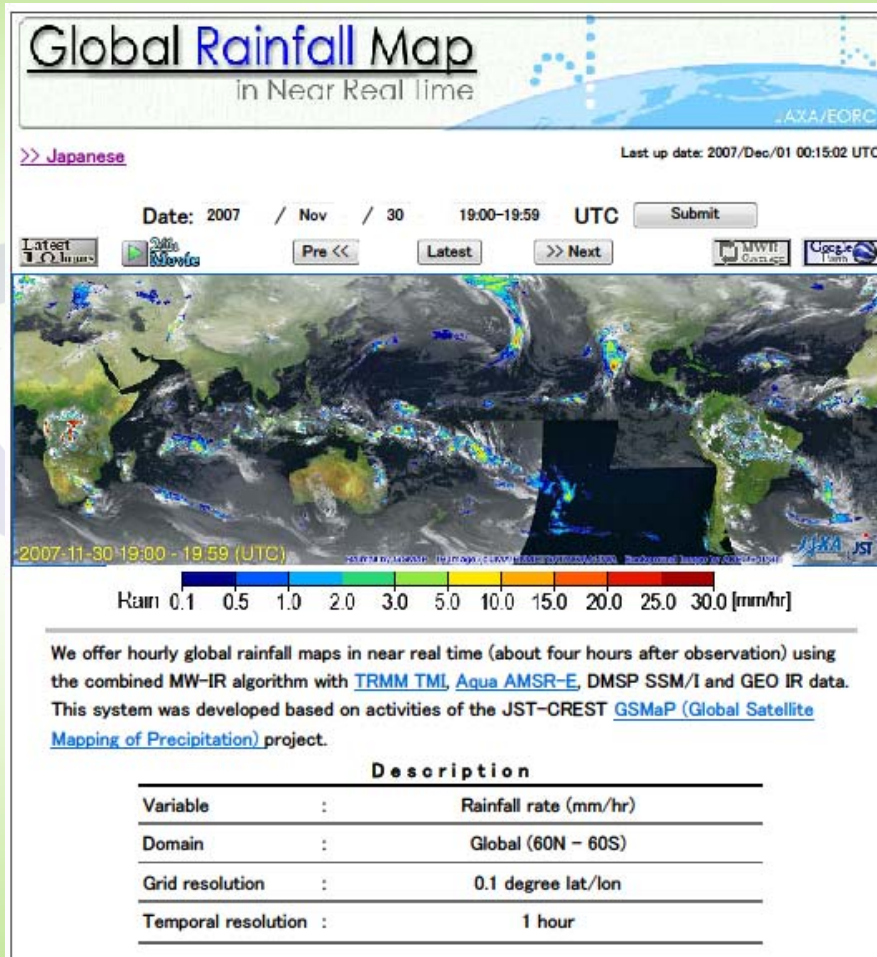 Global Rainfall Map
in Near Real Time
JAXA/EORC
>> Japanese
Last up date: 2007/Dec/01 00:15:02 UTC
Date: 2007 / Nov / 30 19:00-19:59 UTC Submit
Latest
Movie
Pre << Latest >> Next
MWR
Google
2007-11-30 19:00 - 19:59 (UTC)
JAXA JST
Rain 0.1 0.5 1.0 2.0 3.0 5.0 10.0 15.0 20.0 25.0 30.0 [mm/hr]
We offer hourly global rainfall maps in near real time (about four hours after observation) using
the combined MW-IR algorithm with TRMM TMI, Aqua AMSR-E, DMSP SSM/I and GEO IR data.
This system was developed based on activities of the JST-CREST GSMaP (Global Satellite
Mapping of Precipitation) project.
Description
Variable : Rainfall rate (mm/hr)
Domain : Global (60N - 60S)
Grid resolution : 0.1 degree lat/lon
Temporal resolution : 1 hour